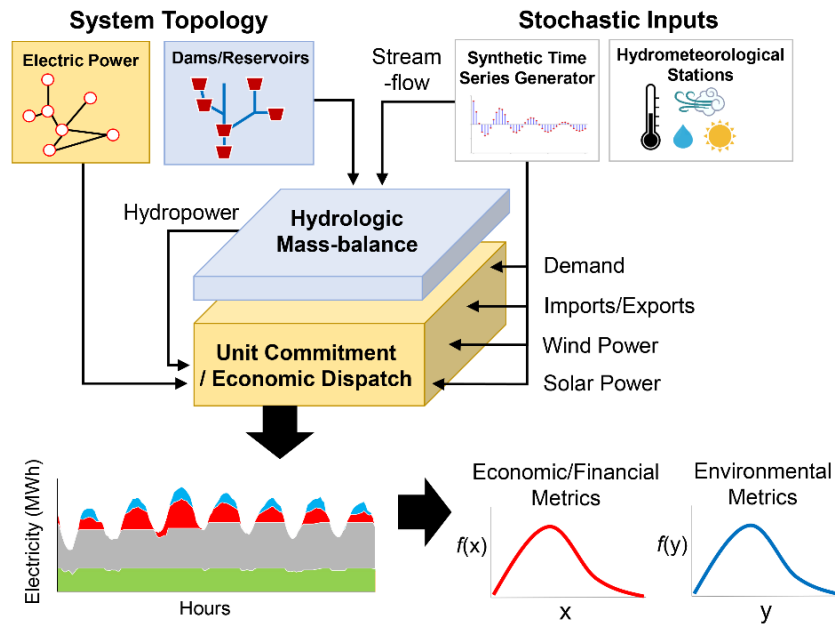 System Topology
Stochastic Inputs
Electric Power
Dams/Reservoirs
Stream
-flow
Synthetic Time
Series Generator
Hydrometeorological
Stations
Hydropower
Hydrologic
Mass-balance
Demand
Imports/Exports
Wind Power
Solar Power
Unit Commitment
/ Economic Dispatch
Electricity (MWh)
Hours
Economic/Financial
Metrics
f(x)
x
Environmental
Metrics
f(y)
y